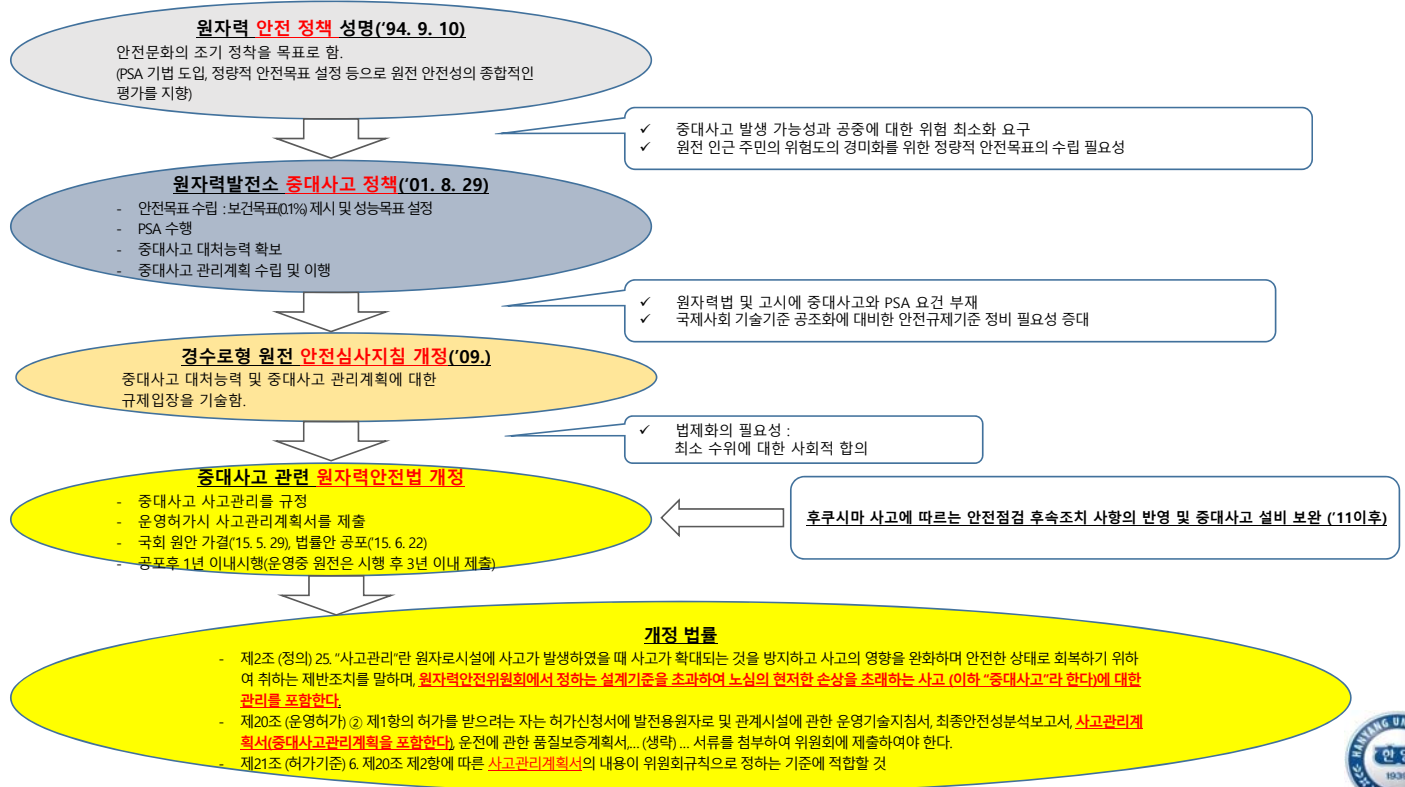 원자력 안전 정책 성명('94. 9. 10)
안전문화의 조기 정착을 목표로 함.
(PSA 기법 도입, 정량적 안전목표 설정 등으로 원전 안전성의 종합적인
평가를 지향)
✓ 중대사고 발생 가능성과 공중에 대한 위험 최소화 요구
✓ 원전 인근 주민의 위험도의 경미화를 위한 정량적 안전목표의 수립 필요성
원자력발전소 중대사고 정책('01. 8. 29)
- 안전목표 수립 : 보건목표(0.1%) 제시 및 성능목표 설정
- PSA 수행
- 중대사고 대처능력 확보
- 중대사고 관리계획 수립 및 이행
✓ 원자력법 및 고시에 중대사고와 PSA 요건 부재
✓ 국제사회 기술기준 공조화에 대비한 안전규제기준 정비 필요성 증대
경수로형 원전 안전심사지침 개정('09.)
중대사고 대처능력 및 중대사고 관리계획에 대한
규제입장을 기술함.
✓ 법제화의 필요성 :
최소 수위에 대한 사회적 합의
중대사고 관련 원자력안전법 개정
- 중대사고 사고관리를 규정
- 운영허가시 사고관리계획서를 제출
- 국회 원안 가결('15. 5. 29), 법률안 공포('15. 6. 22)
- 공포후 1년 이내시행(운영중 원전은 시행 후 3년 이내 제출)
후쿠시마 사고에 따르는 안전점검 후속조치 사항의 반영 및 중대사고 설비 보완 ('11이후)
개정 법률
- 제2조 (정의) 25. "사고관리"란 원자로시설에 사고가 발생하였을 때 사고가 확대되는 것을 방지하고 사고의 영향을 완화하며 안전한 상태로 회복하기 위하
여 취하는 제반조치를 말하며, 원자력안전위원회에서 정하는 설계기준을 초과하여 노심의 현저한 손상을 초래하는 사고 (이하 "중대사고"라 한다)에 대한
관리를 포함한다.
- 제20조 (운영허가) ② 제1항의 허가를 받으려는 자는 허가신청서에 발전용원자로 및 관계시설에 관한 운영기술지침서, 최종안전성분석보고서, 사고관리계
획서(중대사고관리계획을 포함한다), 운전에 관한 품질보증계획서,... (생략) ... 서류를 첨부하여 위원회에 제출하여야 한다.
- 제21조 (허가기준) 6. 제20조 제2항에 따른 사고관리계획서의 내용이 위원회규칙으로 정하는 기준에 적합할 것